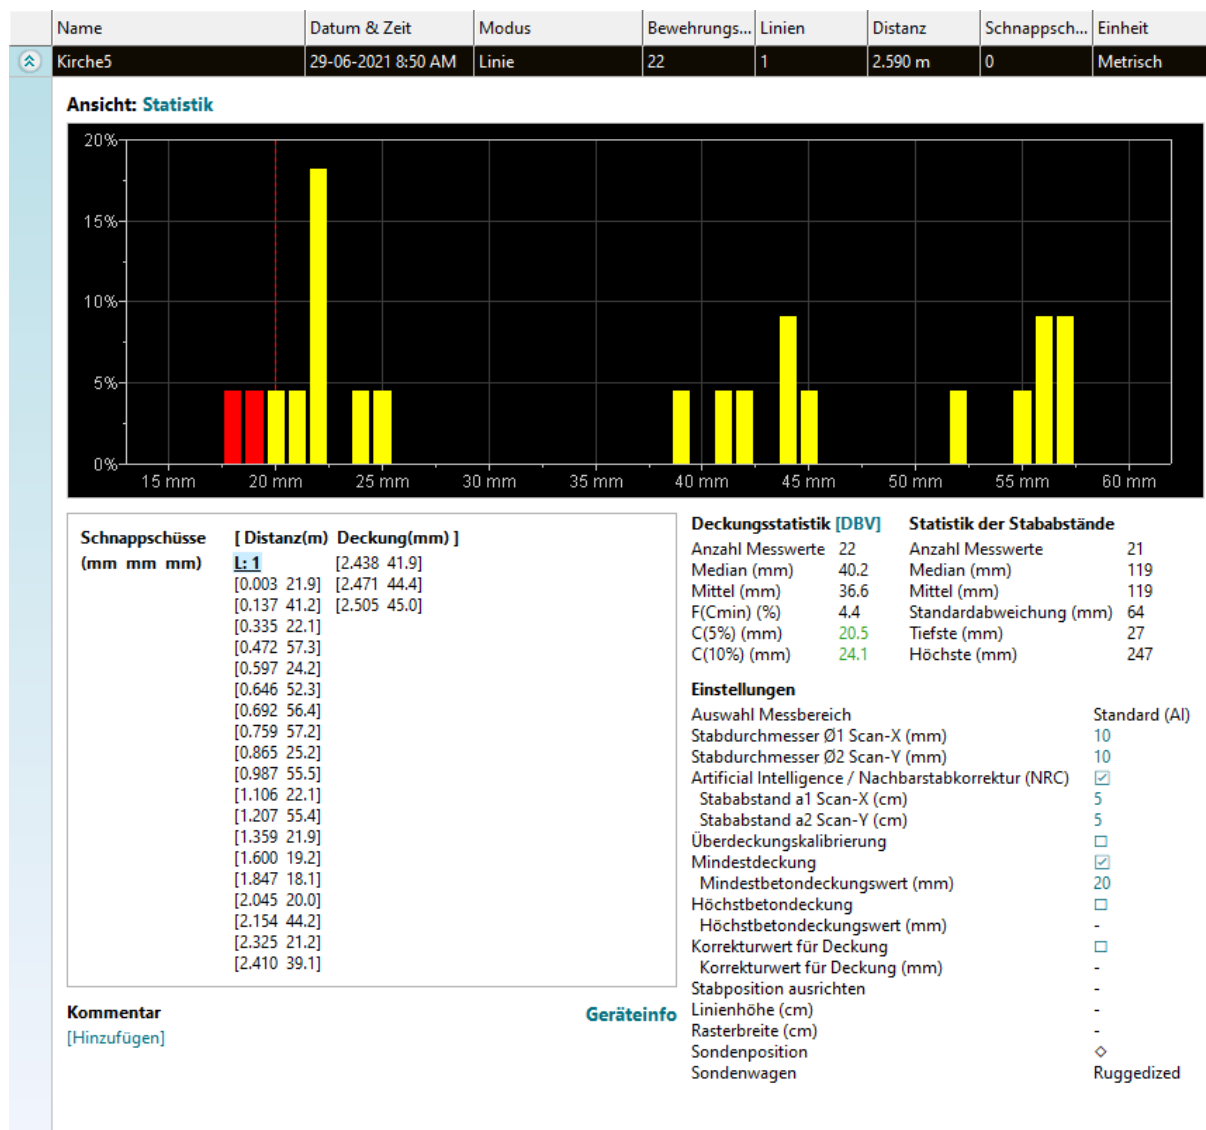 Name Datum & Zeit Modus Bewehrungs... Linien Distanz Schnappsch... Einheit
Kirche5 29-06-2021 8:50 AM Linie 22 1 2.590 m 0 Metrisch
Ansicht: Statistik
20%
15%
10%
5%
0%
15 mm 20 mm 25 mm 30 mm 35 mm 40 mm 45 mm 50 mm 55 mm 60 mm
Schnappschüsse
(mm mm mm)
[ Distanz(m) Deckung(mm) ]
L: 1
[0.003 21.9]
[0.137 41.2]
[0.335 22.1]
[0.472 57.3]
[0.597 24.2]
[0.646 52.3]
[0.692 56.4]
[0.759 57.2]
[0.865 25.2]
[0.987 55.5]
[1.106 22.1]
[1.207 55.4]
[1.359 21.9]
[1.600 19.2]
[1.847 18.1]
[2.045 20.0]
[2.154 44.2]
[2.325 21.2]
[2.410 39.1]
[2.438 41.9]
[2.471 44.4]
[2.505 45.0]
Deckungsstatistik [DBV]
Anzahl Messwerte 22
Median (mm) 40.2
Mittel (mm) 36.6
F(Cmin) (%) 4.4
C(5%) (mm) 20.5
C(10%) (mm) 24.1
Statistik der Stababstände
Anzahl Messwerte 21
Median (mm) 119
Mittel (mm) 119
Standardabweichung (mm) 64
Tiefste (mm) 27
Höchste (mm) 247
Einstellungen
Auswahl Messbereich Standard (AI)
Stabdurchmesser Ø1 Scan-X (mm) 10
Stabdurchmesser Ø2 Scan-Y (mm) 10
Artificial Intelligence / Nachbarstabkorrektur (NRC)
Stababstand a1 Scan-X (cm) 5
Stababstand a2 Scan-Y (cm) 5
Überdeckungskalibrierung
Mindestdeckung
Mindestbetondeckungswert (mm) 20
Höchstbetondeckung
Höchstbetondeckungswert (mm) -
Korrekturwert für Deckung
Korrekturwert für Deckung (mm) -
Stabposition ausrichten -
Linienhöhe (cm) -
Rasterbreite (cm) -
Sondenposition
Sondenwagen Ruggedized
Kommentar
[Hinzufügen]
Geräteinfo